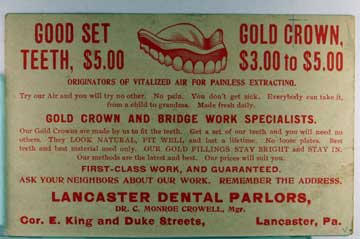 GOOD SET
TEETH, $5.00
GOLD CROWN,
$3.00 to $5.00
ORIGINATORS OF VITALIZED AIR FOR PAINLESS EXTRACTING.
Try our Air and you will try no other. No pain. You don't get sick. Everybody can take it,
from a child to grandma. Made fresh daily.
GOLD CROWN AND BRIDGE WORK SPECIALISTS.
Our Gold Crowns are made by us to fit the teeth. Get a set of our teeth and you will need no
others. They LOOK NATURAL, FIT WELL, and last a lifetime. No loose plates. Best
teeth and best material used only. OUR GOLD FILLINGS STAY BRIGHT and STAY IN.
Our methods are the latest and best. Our prices will suit you.
FIRST-CLASS WORK, AND GUARANTEED.
ASK YOUR NEIGHBORS ABOUT OUR WORK. REMEMBER THE ADDRESS.
LANCASTER DENTAL PARLORS,
DR. C. MONROE CROWELL, Mgr.
Cor. E. King and Duke Streets, Lancaster, Pa.